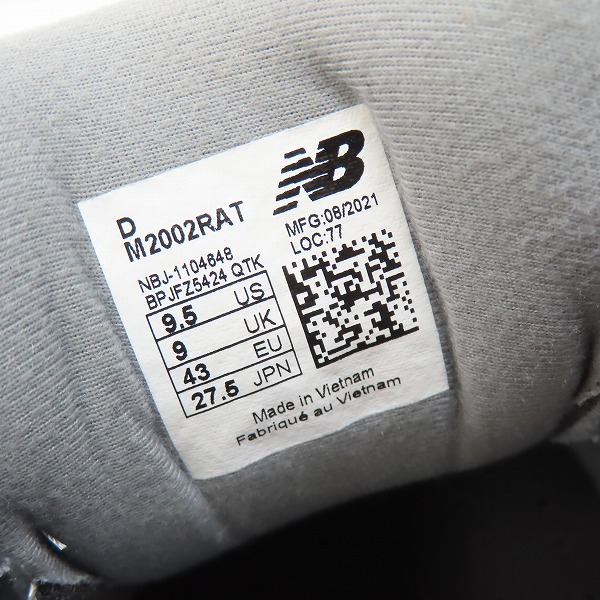 NB
D
M2002RAT
MFG:08/2021
LOC:77
NBJ-1104648
BPJFZ5424 QTK
9.5 US
9 UK
43 EU
27.5 JPN
Made in Vietnam
Fabriqué au Vietnam